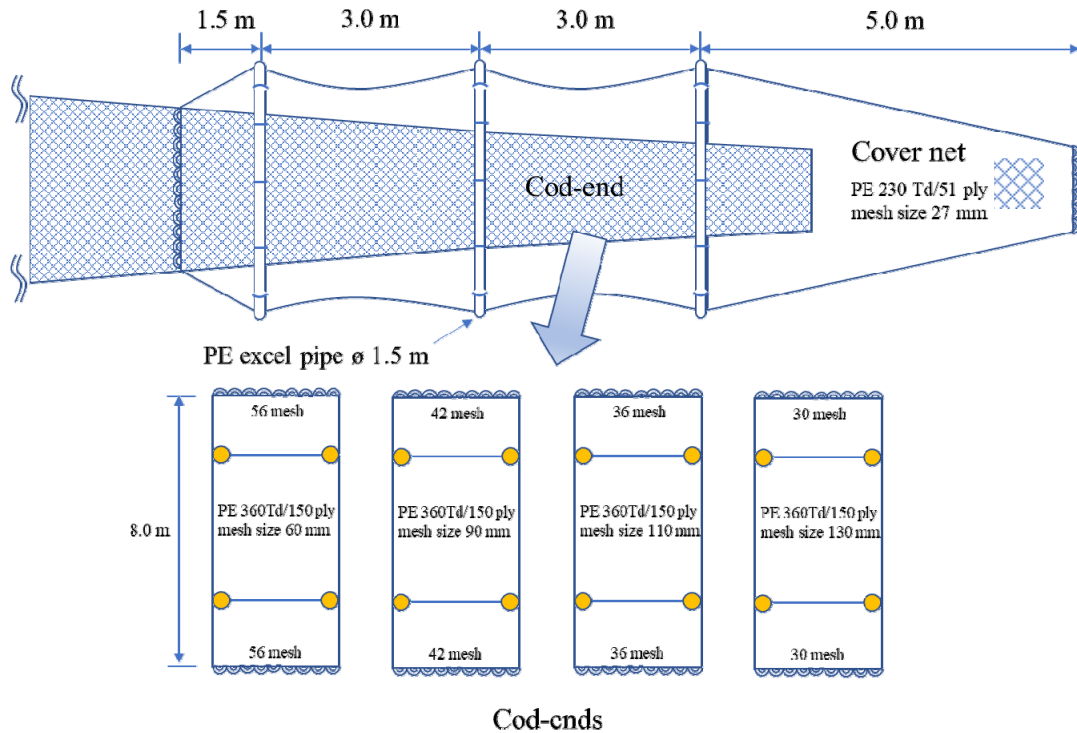 1.5 m
3.0 m
3.0 m
5.0 m
Cod-end
Cover net
PE 230 Td/51 ply
mesh size 27 mm
PE excel pipe ø 1.5 m
8.0 m
56 mesh
PE 360Td/150 ply
mesh size 60 mm
56 mesh
42 mesh
PE 360Td/150 ply
mesh size 90 mm
42 mesh
36 mesh
PE 360Td/150 ply
mesh size 110 mm
36 mesh
30 mesh
PE 360Td/150 ply
mesh size 130 mm
30 mesh
Cod-cnds